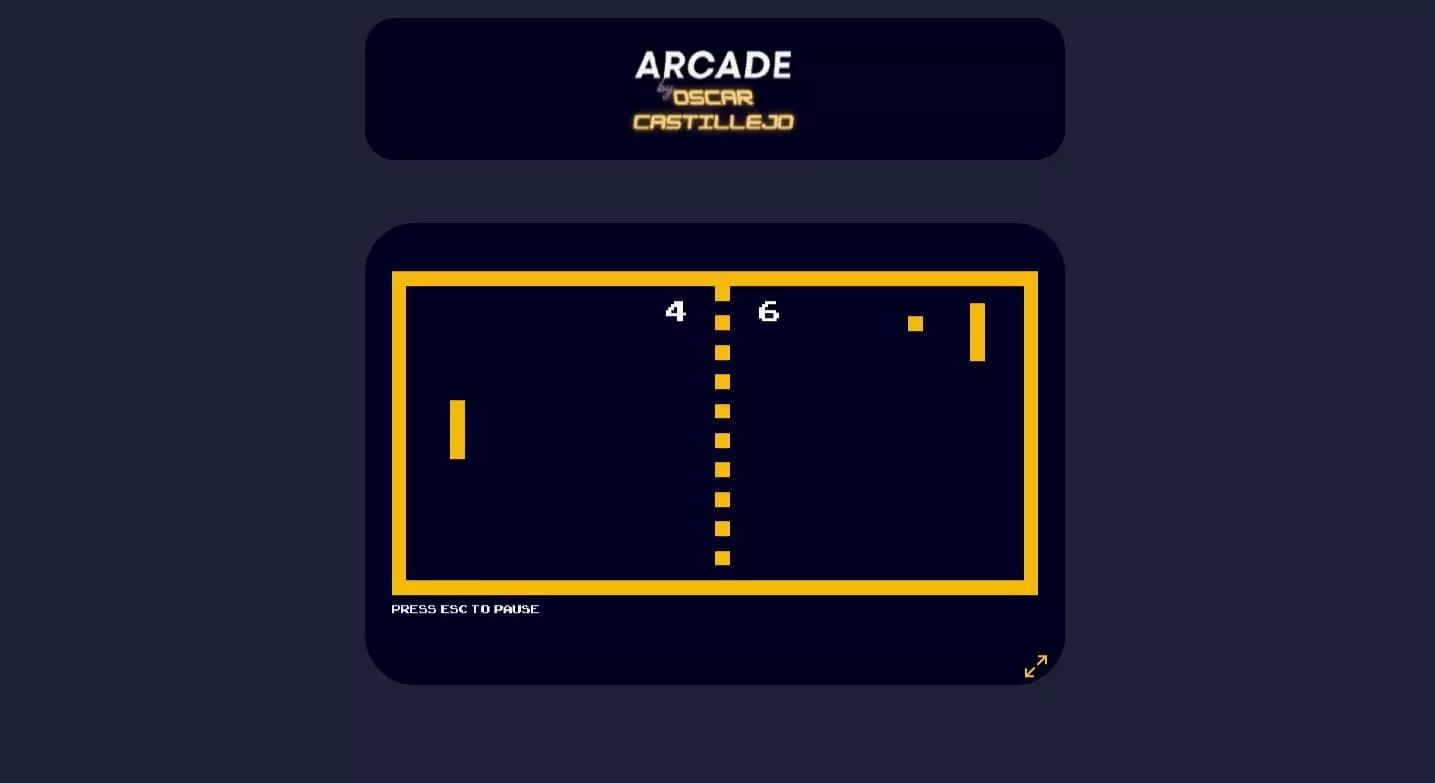 ARCADE
by OSCAR
CASTILLEJO
4 6
PRESS ESC TO PAUSE